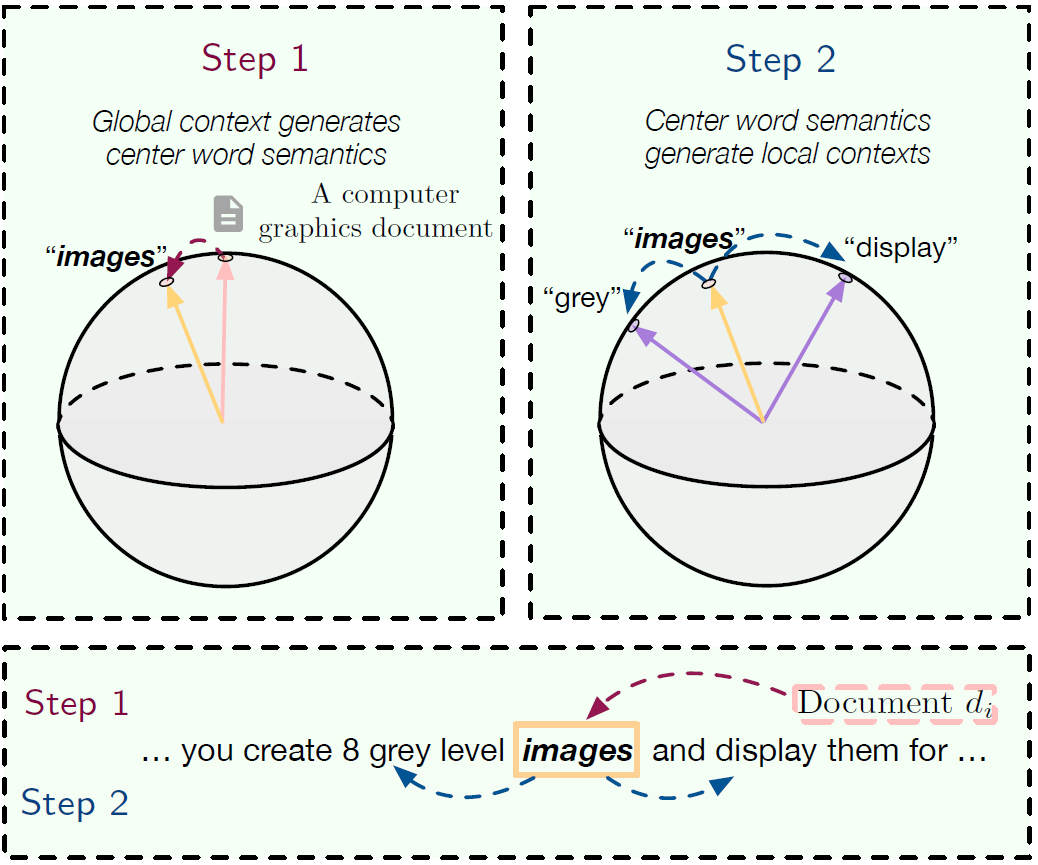 Step 1
Global context generates
center word semantics
A computer
graphics document
“images”
Step 2
Center word semantics
generate local contexts
“images”
“display”
“grey”
Step 1
Document dᵢ
... you create 8 grey level images and display them for ...
Step 2